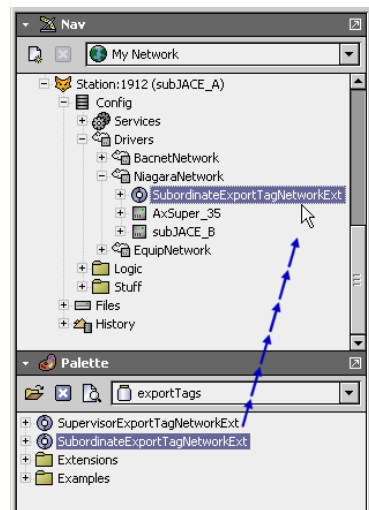 Nav
My Network
Station:1912 (subJACE_A)
Config
Services
Drivers
BacnetNetwork
NiagaraNetwork
SubordinateExportTagNetworkExt
AxSuper_35
subJACE_B
EquipNetwork
Logic
Stuff
Files
History
Palette
exportTags
SupervisorExportTagNetworkExt
SubordinateExportTagNetworkExt
Extensions
Examples